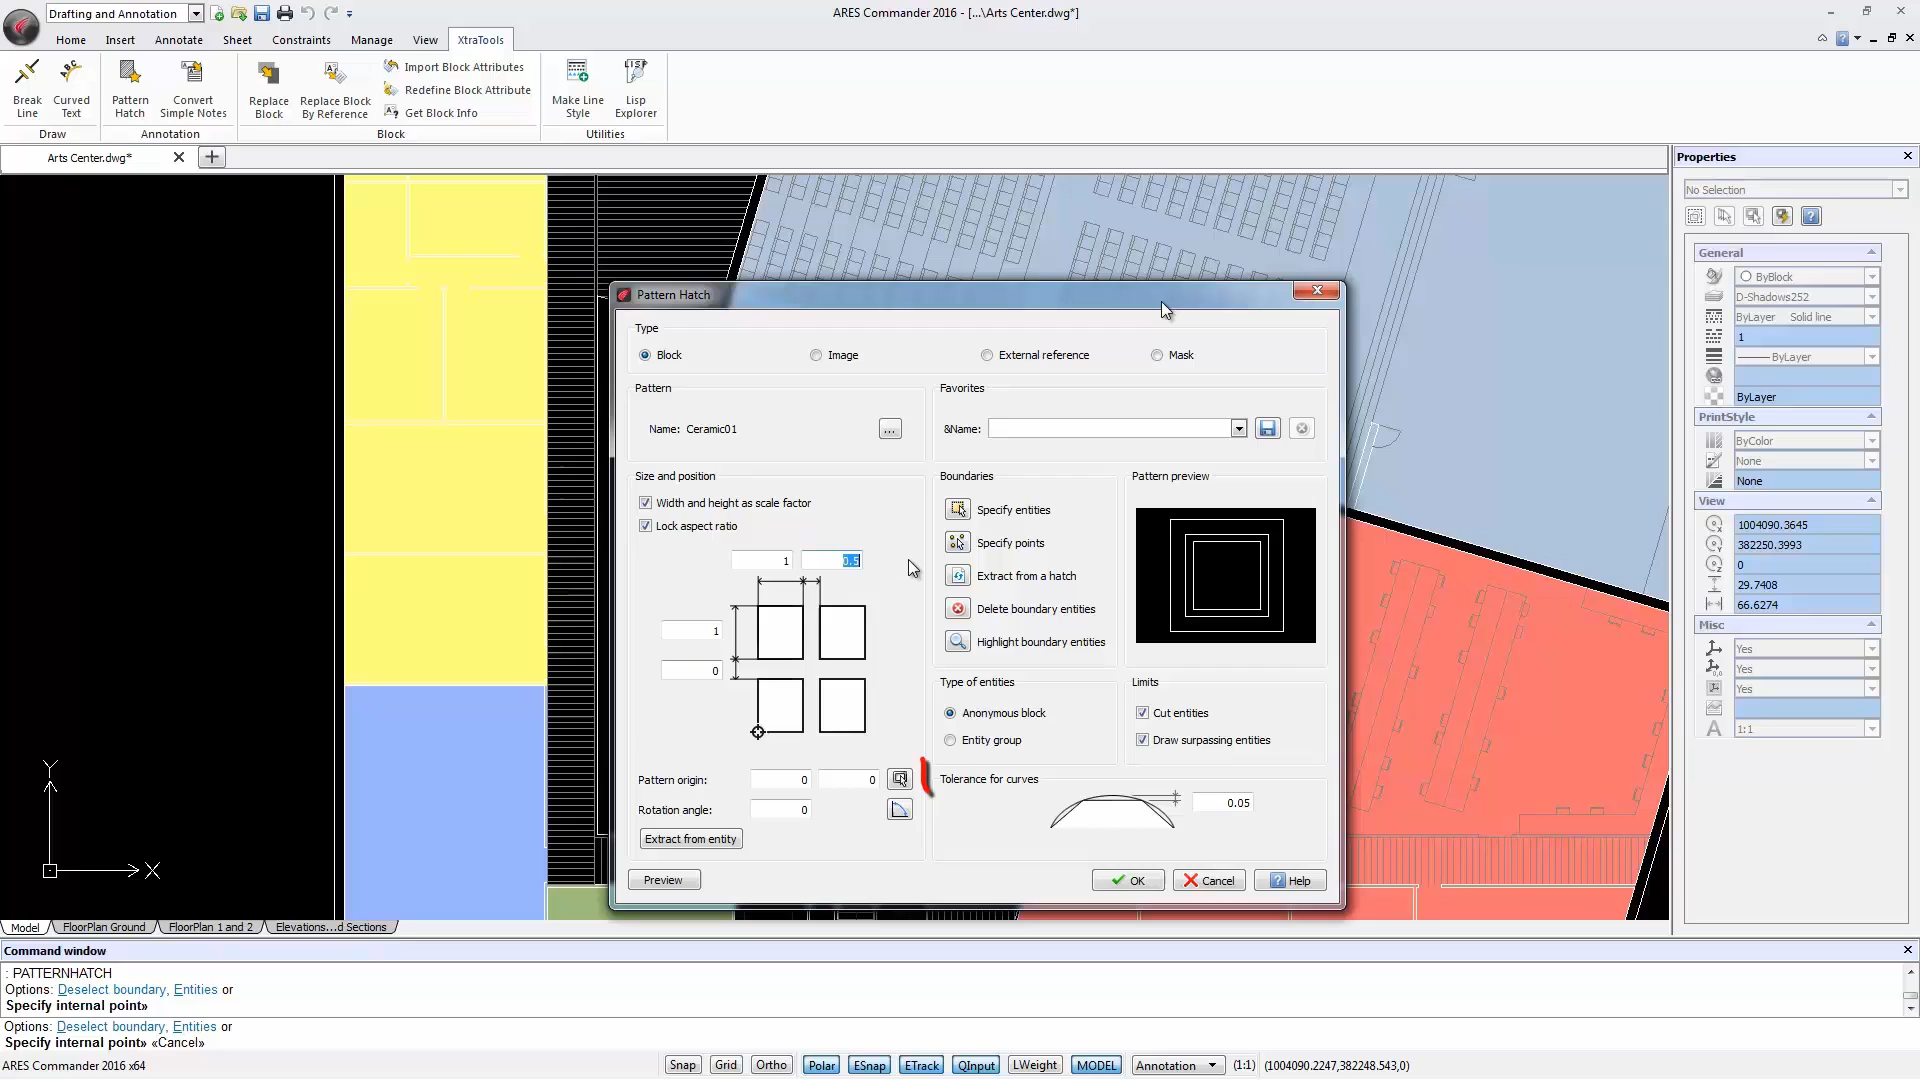 Drafting and Annotation
ARES Commander 2016 - [...\Arts Center.dwg*]
Home Insert Annotate Sheet Constraints Manage View XtraTools
Break Line
Curved Text
Pattern Hatch
Convert Simple Notes
Replace Block
Replace Block By Reference
Import Block Attributes
Redefine Block Attribute
Get Block Info
Make Line Style
Lisp Explorer
LISP
Draw Annotation Block Utilities
Arts Center.dwg*
Properties
No Selection
General
ByBlock
D-Shadows252
ByLayer Solid line
1
ByLayer
ByLayer
PrintStyle
ByColor
None
None
View
1004090.3645
382250.3993
0
29.7408
66.6274
Misc
Yes
Yes
Yes
1:1
Pattern Hatch
Type
Block Image External reference Mask
Pattern
Name: Ceramic01
...
Favorites
&Name:
Size and position
Width and height as scale factor
Lock aspect ratio
1 0.5
1
0
Pattern origin: 0 0
Rotation angle: 0
Extract from entity
Boundaries
Specify entities
Specify points
Extract from a hatch
Delete boundary entities
Highlight boundary entities
Pattern preview
Type of entities
Anonymous block
Entity group
Limits
Cut entities
Draw surpassing entities
Tolerance for curves
0.05
Preview OK Cancel Help
Y
X
Model FloorPlan Ground FloorPlan 1 and 2 Elevations...d Sections
Command window
: PATTERNHATCH
Options: Deselect boundary, Entities or
Specify internal point»
Options: Deselect boundary, Entities or
Specify internal point» «Cancel»
ARES Commander 2016 x64
Snap Grid Ortho Polar ESnap ETrack QInput LWeight MODEL Annotation (1:1) (1004090.2247,382248.543,0)